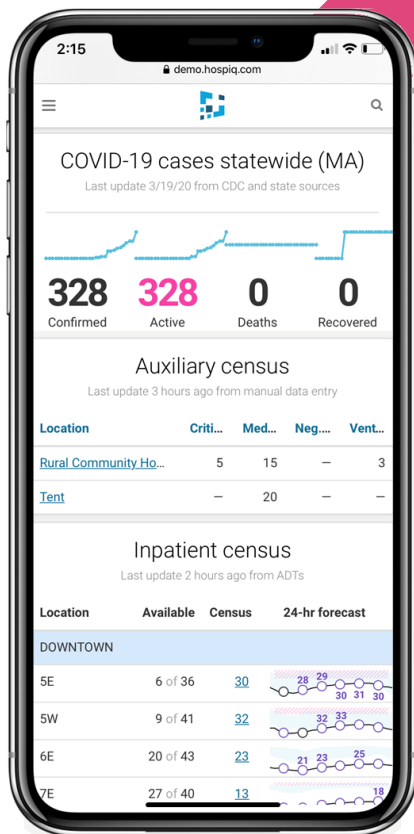 2:15
demo.hospiq.com
COVID-19 cases statewide (MA)
Last update 3/19/20 from CDC and state sources
328 328 0 0
Confirmed Active Deaths Recovered
Auxiliary census
Last update 3 hours ago from manual data entry
Location Criti... Med... Neg.... Vent...
Rural Community Ho... 5 15 – 3
Tent – 20 – –
Inpatient census
Last update 2 hours ago from ADTs
Location Available Census 24-hr forecast
DOWNTOWN
5E 6 of 36 30 28 29 30 31 30
5W 9 of 41 32 32 33
6E 20 of 43 23 21 23 25
7E 27 of 40 13 18